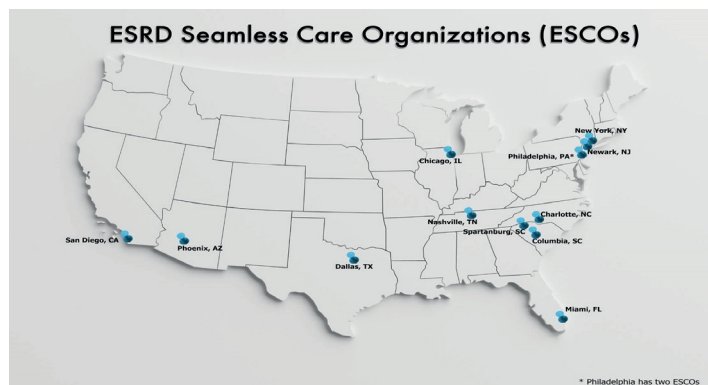 ESRD Seamless Care Organizations (ESCOs)
New York, NY
Newark, NJ
Philadelphia, PA*
Chicago, IL
Nashville, TN
Charlotte, NC
Spartanburg, SC
Columbia, SC
San Diego, CA
Phoenix, AZ
Dallas, TX
Miami, FL
* Philadelphia has two ESCOs